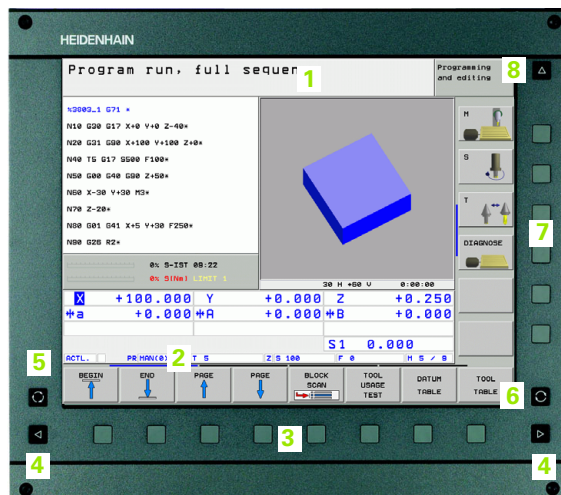 HEIDENHAIN
Program run, full sequen
1
Programming
and editing
8
%3803_1 G71 *
N10 G30 G17 X+0 Y+0 Z-40*
N20 G31 G90 X+100 Y+100 Z+0*
N40 T5 G17 S500 F100*
N50 G00 G40 G90 Z+50*
N60 X-30 Y+30 M3*
N70 Z-20*
N80 G01 G41 X+5 Y+30 F250*
N90 G26 R2*
M
S
T
DIAGNOSE
7
0% S-IST 09:22
0% S[Nm] LIMIT 1
30 H +60 V 0:00:00
X +100.000 Y +0.000 Z +0.250
a +0.000 A +0.000 B +0.000
S1 0.000
ACTL. PR MAN(0) T 5 Z S 100 F 0 M 5 / 9
2
5
BEGIN
END
PAGE
PAGE
BLOCK
SCAN
TOOL
USAGE
TEST
DATUM
TABLE
TOOL
TABLE
6
3
4
4